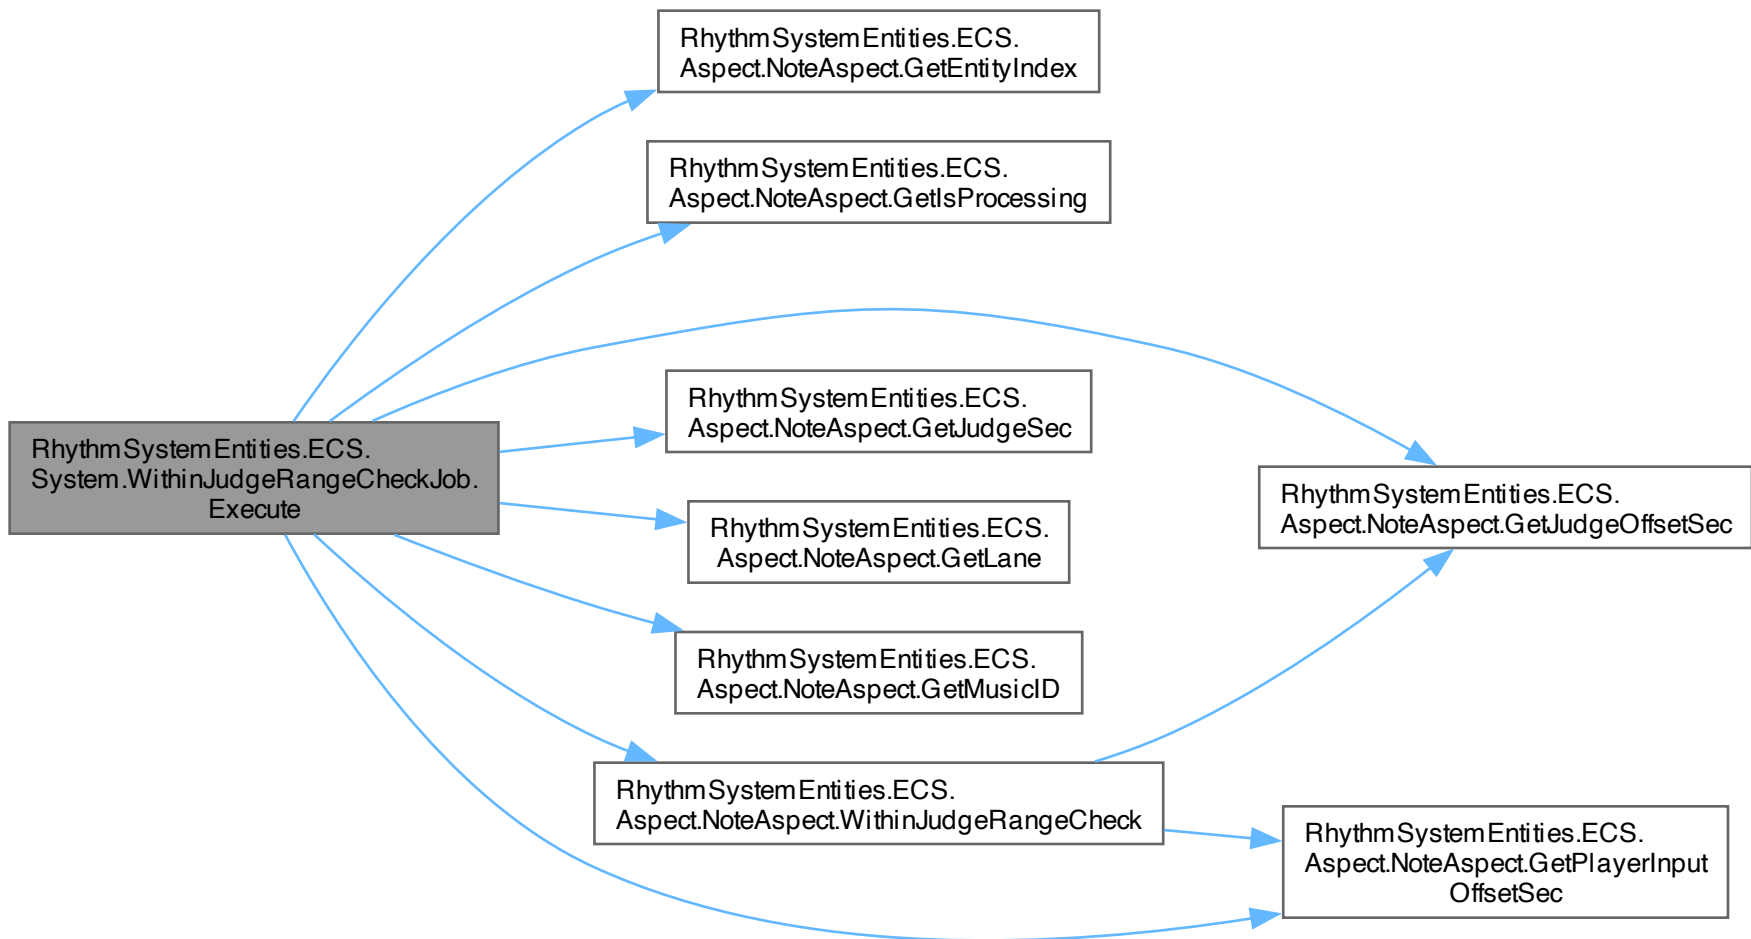 RhythmSystemEntities.ECS.
Aspect.NoteAspect.GetEntityIndex
RhythmSystemEntities.ECS.
Aspect.NoteAspect.GetIsProcessing
RhythmSystemEntities.ECS.
Aspect.NoteAspect.GetJudgeSec
RhythmSystemEntities.ECS.
System.WithinJudgeRangeCheckJob.
Execute
RhythmSystemEntities.ECS.
Aspect.NoteAspect.GetJudgeOffsetSec
RhythmSystemEntities.ECS.
Aspect.NoteAspect.GetLane
RhythmSystemEntities.ECS.
Aspect.NoteAspect.GetMusicID
RhythmSystemEntities.ECS.
Aspect.NoteAspect.WithinJudgeRangeCheck
RhythmSystemEntities.ECS.
Aspect.NoteAspect.GetPlayerInput
OffsetSec